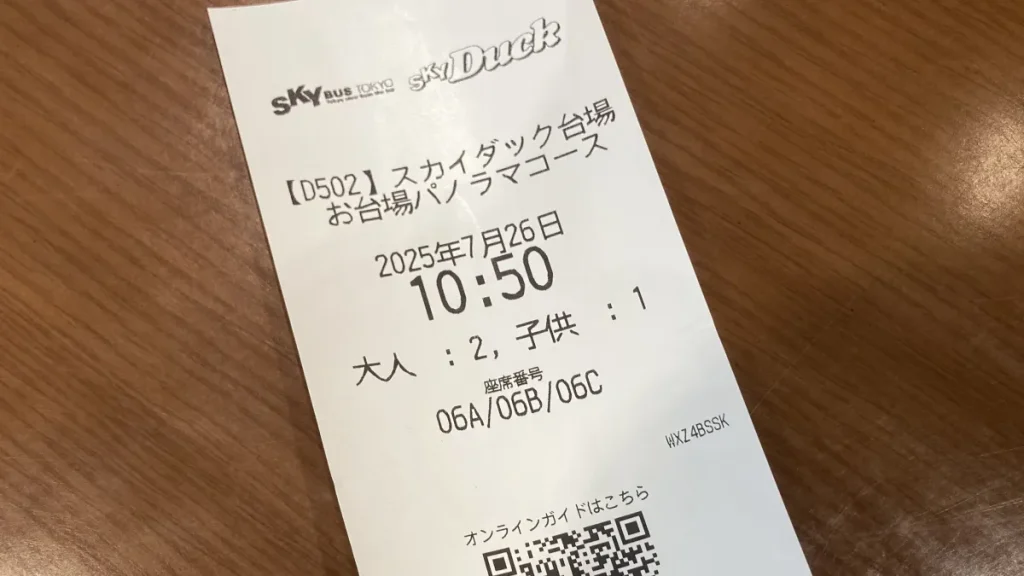 SKY BUS TOKYO SKY Duck
【D502】スカイダック台場
お台場パノラマコース
2025年7月26日
10:50
大人 : 2, 子供 : 1
座席番号
06A/06B/06C
WXZ4BSSK
オンラインガイドはこちら